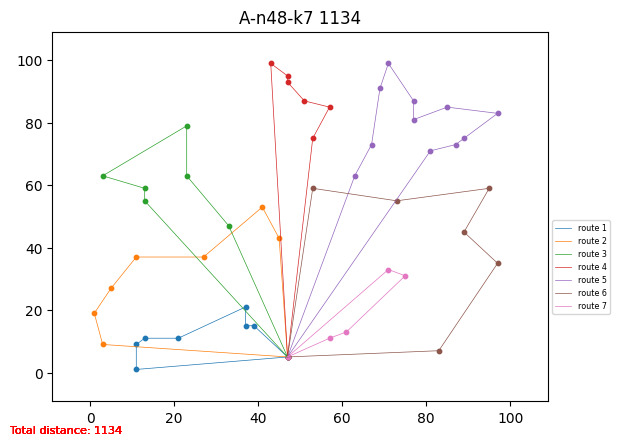 A-n48-k7 1134
100
80
60
40
20
0
0 20 40 60 80 100
route 1
route 2
route 3
route 4
route 5
route 6
route 7
Total distance: 1134